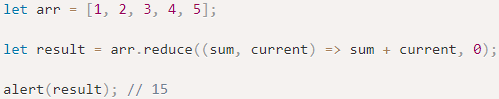 let arr = [1, 2, 3, 4, 5];
let result = arr.reduce((sum, current) => sum + current, 0);
alert(result); // 15